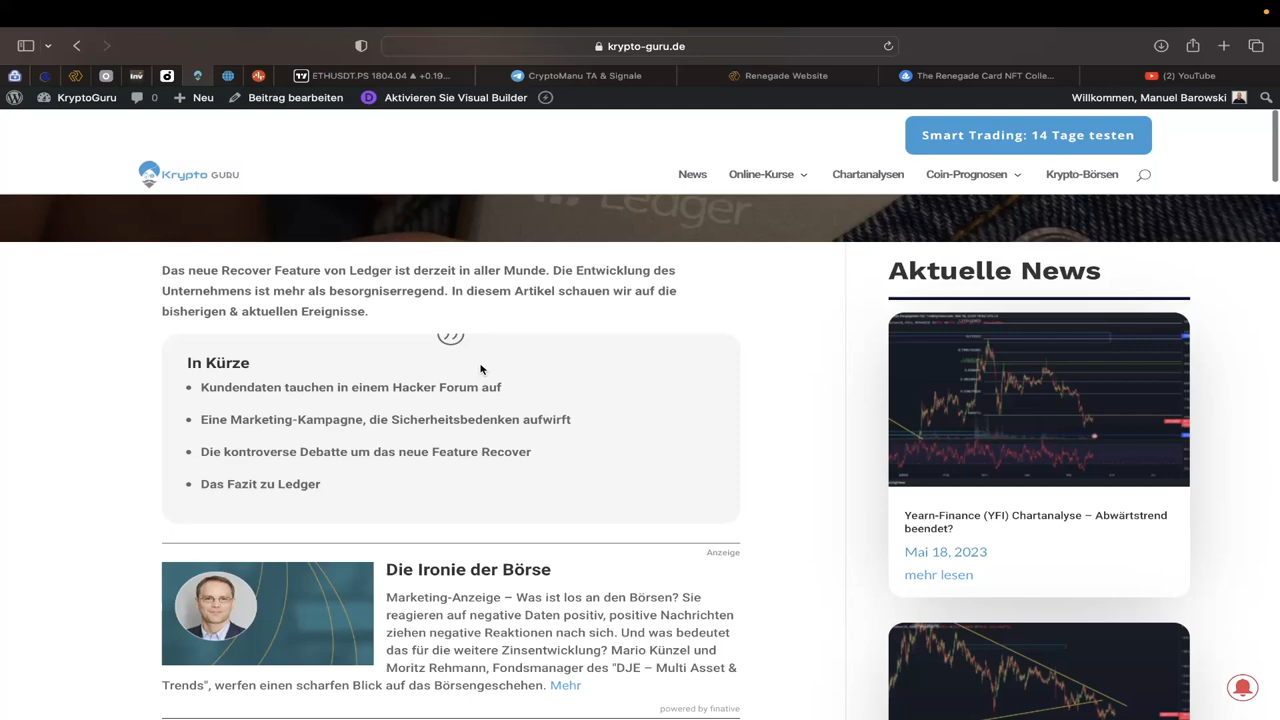 krypto-guru.de
ETHUSDT.PS 1804.04 ▲ +0.19...
CryptoManu TA & Signale
Renegade Website
The Renegade Card NFT Colle...
(2) YouTube
KryptoGuru
0
Neu
Beitrag bearbeiten
Aktivieren Sie Visual Builder
Willkommen, Manuel Barowski
Smart Trading: 14 Tage testen
Krypto GURU
News
Online-Kurse
Chartanalysen
Coin-Prognosen
Krypto-Börsen
Ledger
Das neue Recover Feature von Ledger ist derzeit in aller Munde. Die Entwicklung des
Unternehmens ist mehr als besorgniserregend. In diesem Artikel schauen wir auf die
bisherigen & aktuellen Ereignisse.
In Kürze
• Kundendaten tauchen in einem Hacker Forum auf
• Eine Marketing-Kampagne, die Sicherheitsbedenken aufwirft
• Die kontroverse Debatte um das neue Feature Recover
• Das Fazit zu Ledger
Anzeige
Die Ironie der Börse
Marketing-Anzeige – Was ist los an den Börsen? Sie
reagieren auf negative Daten positiv, positive Nachrichten
ziehen negative Reaktionen nach sich. Und was bedeutet
das für die weitere Zinsentwicklung? Mario Künzel und
Moritz Rehmann, Fondsmanager des "DJE – Multi Asset &
Trends", werfen einen scharfen Blick auf das Börsengeschehen. Mehr
powered by finative
Aktuelle News
Yearn-Finance (YFI) Chartanalyse – Abwärtstrend
beendet?
Mai 18, 2023
mehr lesen